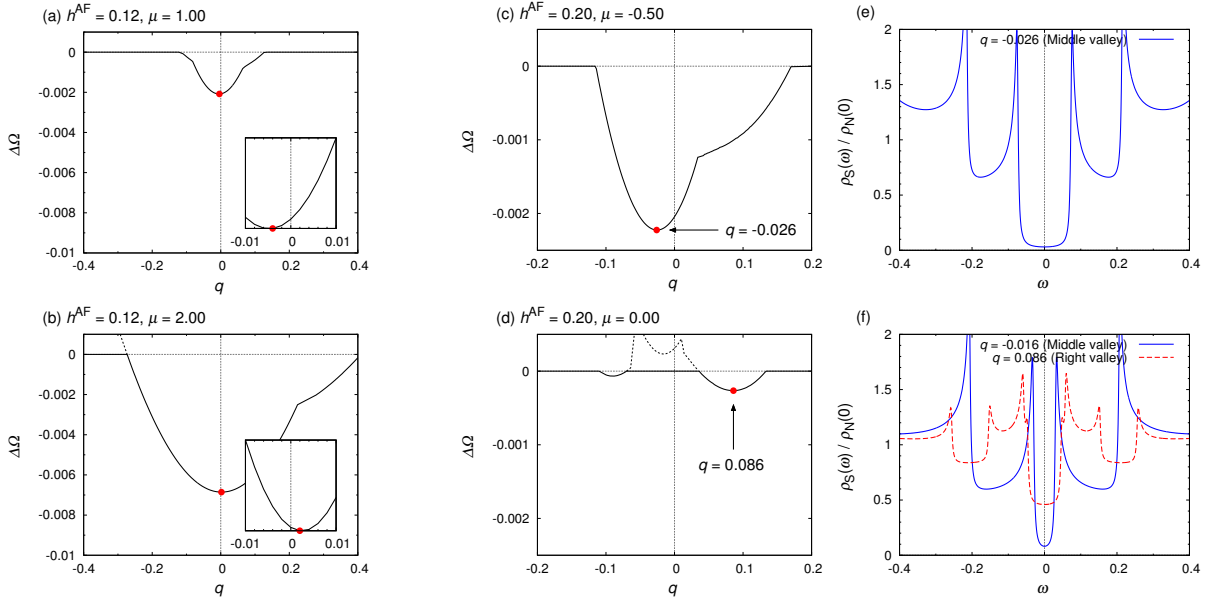 (a) h^AF = 0.12, μ = 1.00
0
-0.002
-0.004
-0.006
-0.008
-0.01
ΔΩ
-0.01
0
0.01
-0.4
-0.2
0
0.2
0.4
q
(b) h^AF = 0.12, μ = 2.00
0
-0.002
-0.004
-0.006
-0.008
-0.01
ΔΩ
-0.01
0
0.01
-0.4
-0.2
0
0.2
0.4
q
(c) h^AF = 0.20, μ = -0.50
0
-0.001
-0.002
ΔΩ
q = -0.026
-0.2
-0.1
0
0.1
0.2
q
(d) h^AF = 0.20, μ = 0.00
0
-0.001
-0.002
ΔΩ
q = 0.086
-0.2
-0.1
0
0.1
0.2
q
(e)
q = -0.026 (Middle valley)
2
1.5
1
0.5
0
ρ_S(ω) / ρ_N(0)
-0.4
-0.2
0
0.2
0.4
ω
(f)
q = -0.016 (Middle valley)
q = 0.086 (Right valley)
2
1.5
1
0.5
0
ρ_S(ω) / ρ_N(0)
-0.4
-0.2
0
0.2
0.4
ω